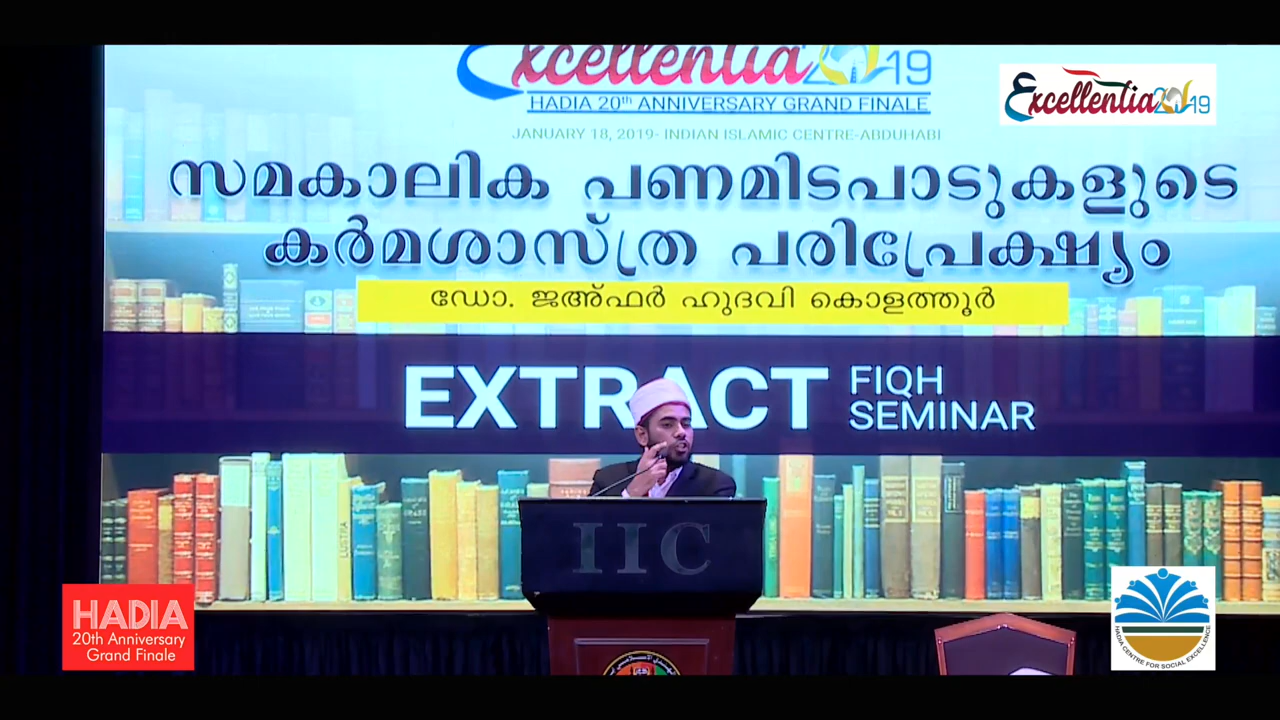 Excellentia 2019
HADIA 20th ANNIVERSARY GRAND FINALE
JANUARY 18, 2019- INDIAN ISLAMIC CENTRE-ABUDHABI
Excellentia 2019
സമകാലിക പണമിടപാടുകളുടെ
കർമശാസ്ത്ര പരിപ്രേക്ഷ്യം
ഡോ. ജഅ്ഫർ ഹുദവി കൊളത്തൂർ
EXTRACT
FIQH
SEMINAR
IIC
HADIA
20th Anniversary
Grand Finale
HADIA CENTRE FOR SOCIAL EXCELLENCE